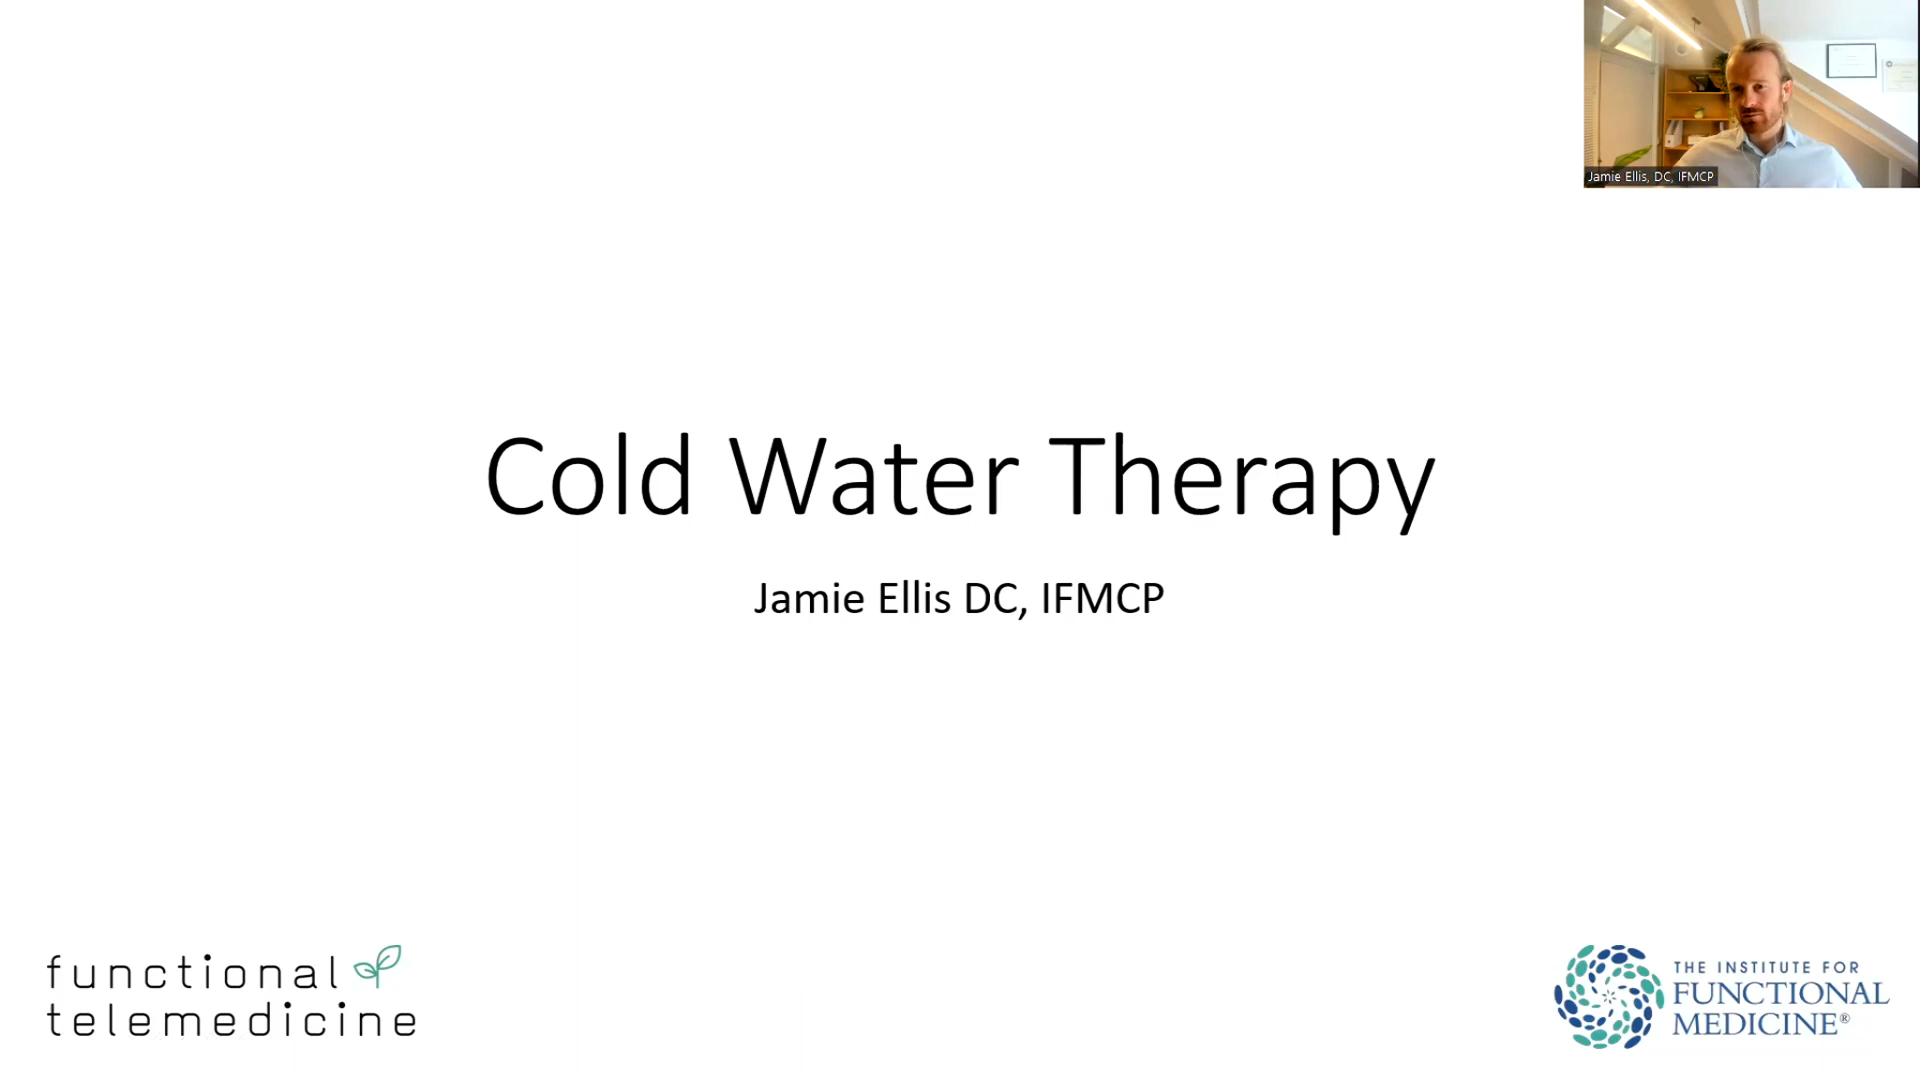 Jamie Ellis, DC, IFMCP
Cold Water Therapy
Jamie Ellis DC, IFMCP
functional
telemedicine
THE INSTITUTE FOR
FUNCTIONAL
MEDICINE®